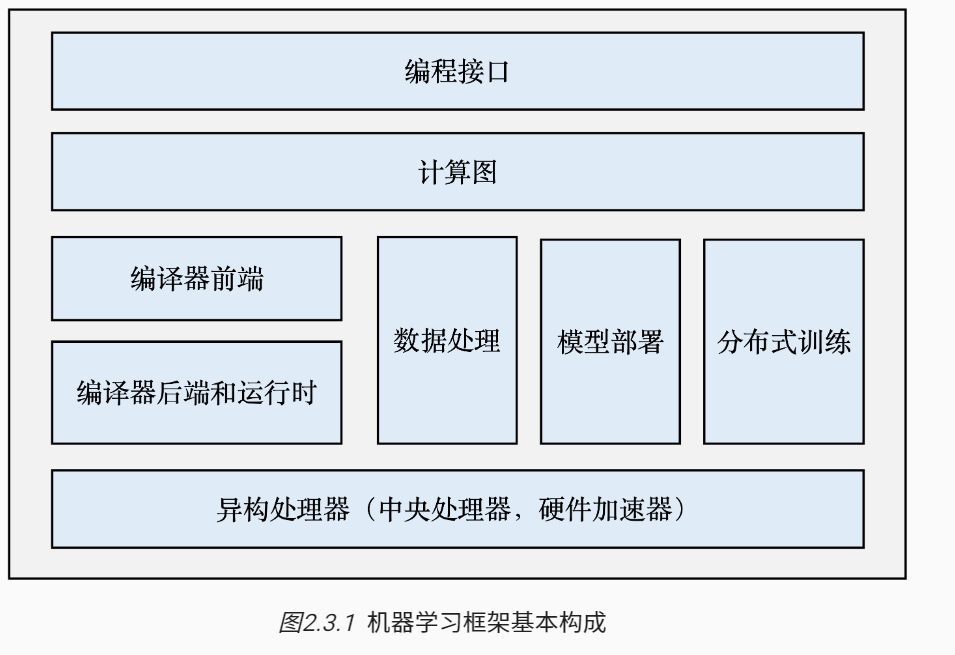 编程接口
计算图
编译器前端
编译器后端和运行时
数据处理
模型部署
分布式训练
异构处理器（中央处理器，硬件加速器）
图2.3.1 机器学习框架基本构成